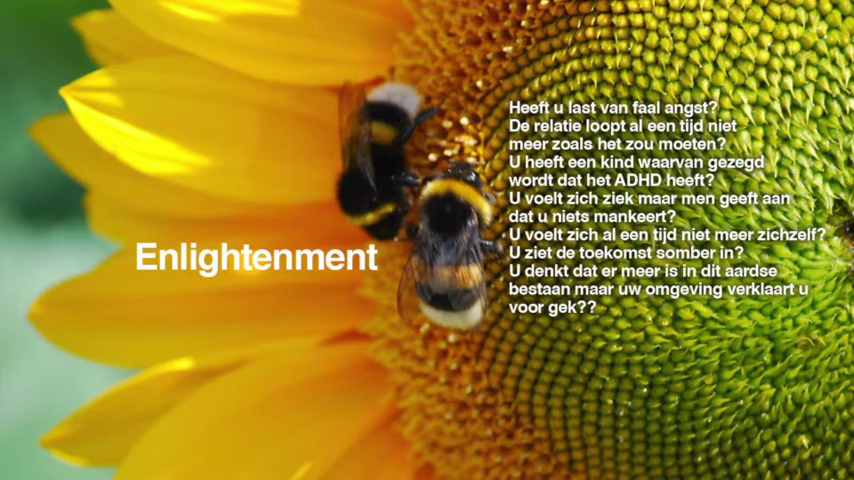 Enlightenment
Heeft u last van faal angst?
De relatie loopt al een tijd niet
meer zoals het zou moeten?
U heeft een kind waarvan gezegd
wordt dat het ADHD heeft?
U voelt zich ziek maar men geeft aan
dat u niets mankeert?
U voelt zich al een tijd niet meer zichzelf?
U ziet de toekomst somber in?
U denkt dat er meer is in dit aardse
bestaan maar uw omgeving verklaart u
voor gek??